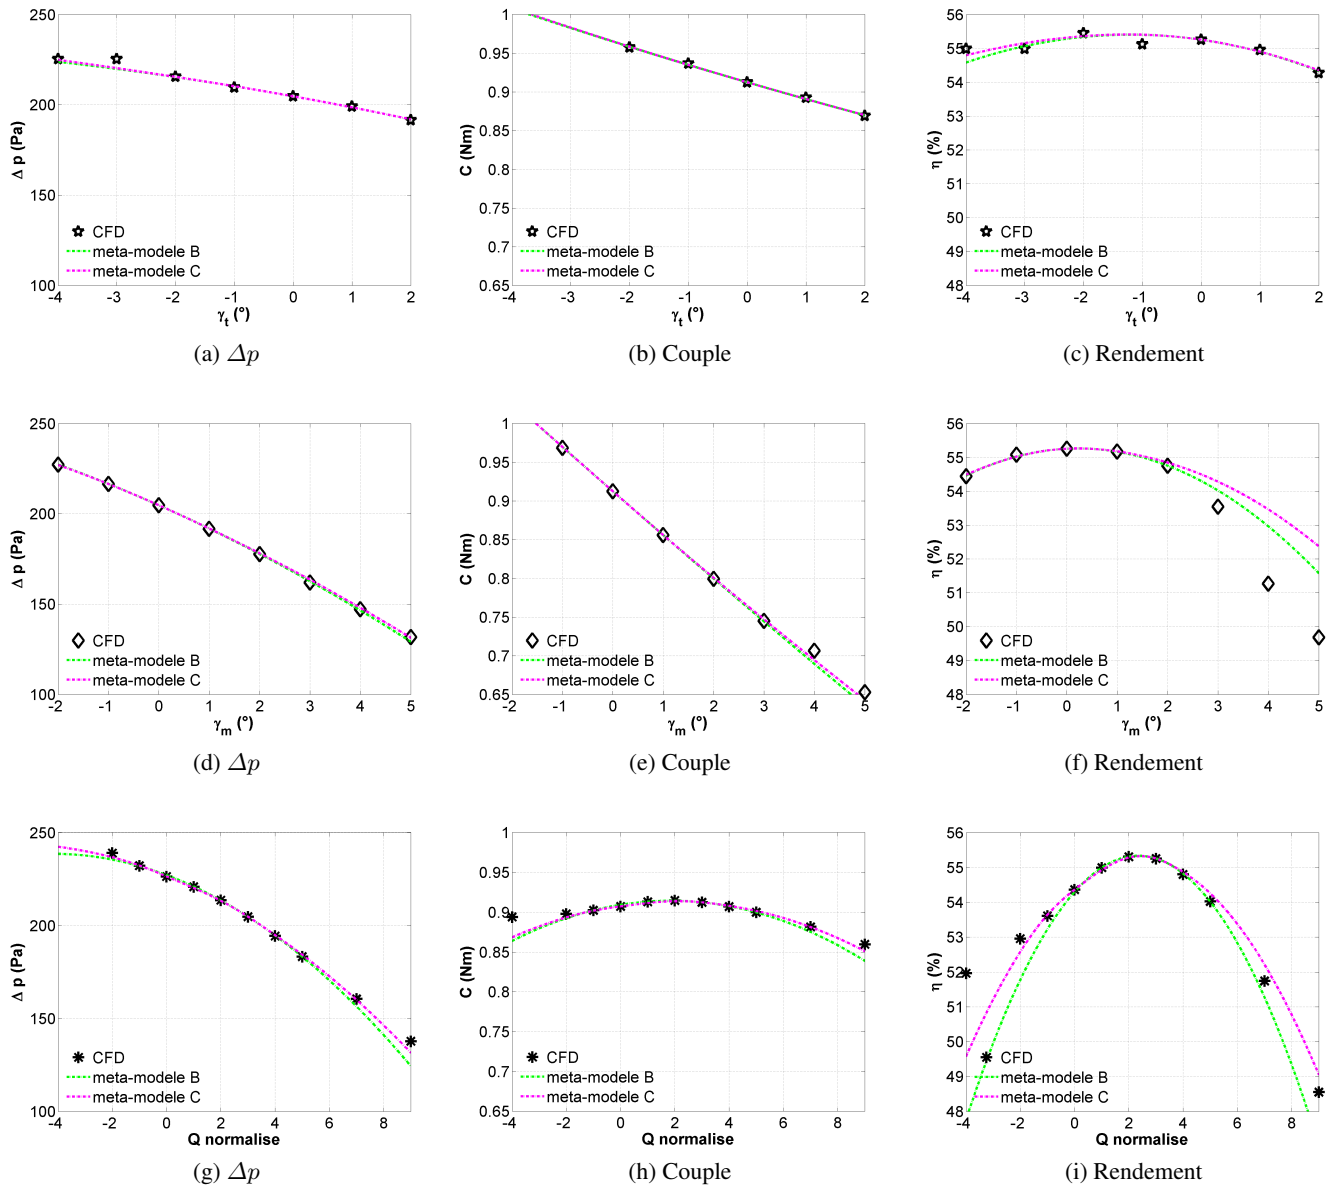 250
200
150
100
Δ p (Pa)
CFD
meta-modele B
meta-modele C
-4 -3 -2 -1 0 1 2
γt (°)
(a) Δp
1
0.95
0.9
0.85
0.8
0.75
0.7
0.65
C (Nm)
CFD
meta-modele B
meta-modele C
-4 -3 -2 -1 0 1 2
γt (°)
(b) Couple
56
55
54
53
52
51
50
49
48
η (%)
CFD
meta-modele B
meta-modele C
-4 -3 -2 -1 0 1 2
γt (°)
(c) Rendement
250
200
150
100
Δ p (Pa)
CFD
meta-modele B
meta-modele C
-2 -1 0 1 2 3 4 5
γm (°)
(d) Δp
1
0.95
0.9
0.85
0.8
0.75
0.7
0.65
C (Nm)
CFD
meta-modele B
meta-modele C
-2 -1 0 1 2 3 4 5
γm (°)
(e) Couple
56
55
54
53
52
51
50
49
48
η (%)
CFD
meta-modele B
meta-modele C
-2 -1 0 1 2 3 4 5
γm (°)
(f) Rendement
250
200
150
100
Δ p (Pa)
CFD
meta-modele B
meta-modele C
-4 -2 0 2 4 6 8
Q normalise
(g) Δp
1
0.95
0.9
0.85
0.8
0.75
0.7
0.65
C (Nm)
CFD
meta-modele B
meta-modele C
-4 -2 0 2 4 6 8
Q normalise
(h) Couple
56
55
54
53
52
51
50
49
48
η (%)
CFD
meta-modele B
meta-modele C
-4 -2 0 2 4 6 8
Q normalise
(i) Rendement